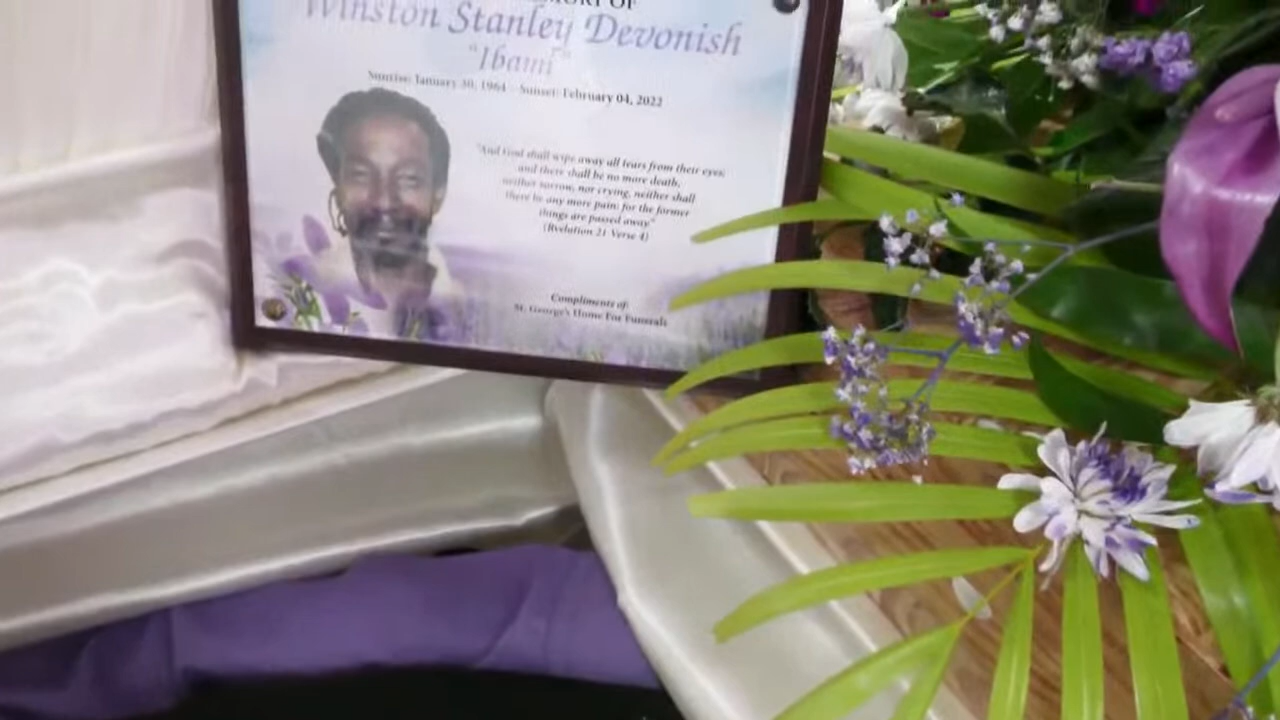 MORY OF
Winston Stanley Devonish
"Ibami"
Sunrise: January 30, 1964 - Sunset: February 04, 2022
"And God shall wipe away all tears from their eyes;
and there shall be no more death,
neither sorrow, nor crying, neither shall
there be any more pain: for the former
things are passed away."
(Rvelation 21 Verse 4)
Compliments of:
St. George's Home For Funerals